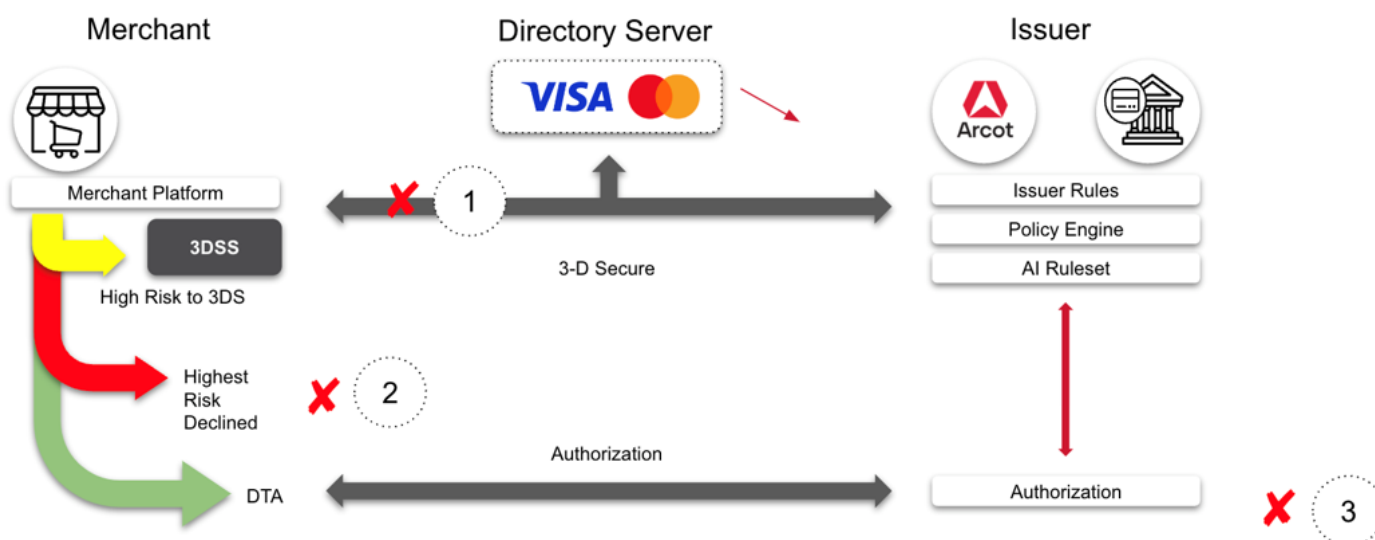 Merchant
Directory Server
Issuer
VISA
Arcot
Merchant Platform
1
Issuer Rules
3DSS
Policy Engine
3-D Secure
AI Ruleset
High Risk to 3DS
Highest
Risk
Declined
2
Authorization
DTA
Authorization
3